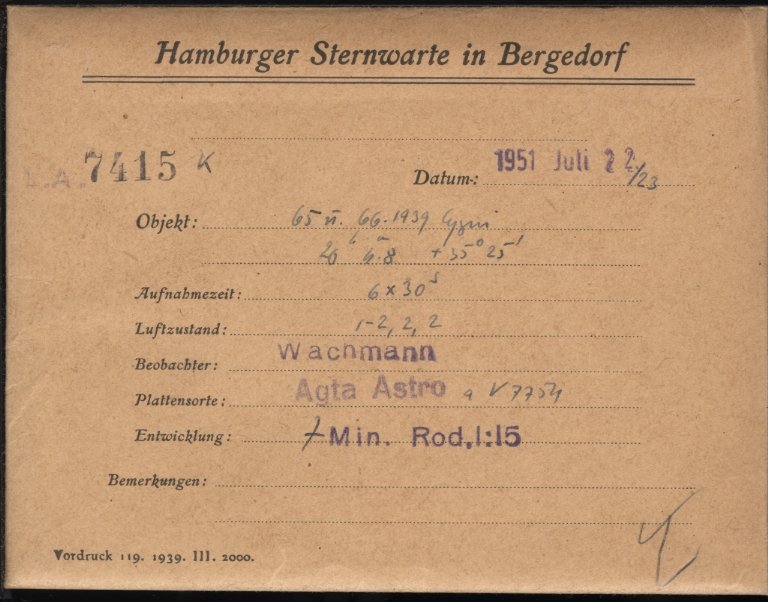 Hamburger Sternwarte in Bergedorf
L.A. 7415 K
Datum: 1951 Juli 22/23
Objekt: 65 u. 66.1939 Cygni
20ʰ 4ᵐ.8 +35° 25'
Aufnahmezeit: 6 x 30ˢ
Luftzustand: 1-2, 2, 2
Beobachter: Wachmann
Plattensorte: Agfa Astro
Entwicklung: 7 Min. Rod. 1:15
Bemerkungen:
Vordruck 119. 1939. III. 2000.